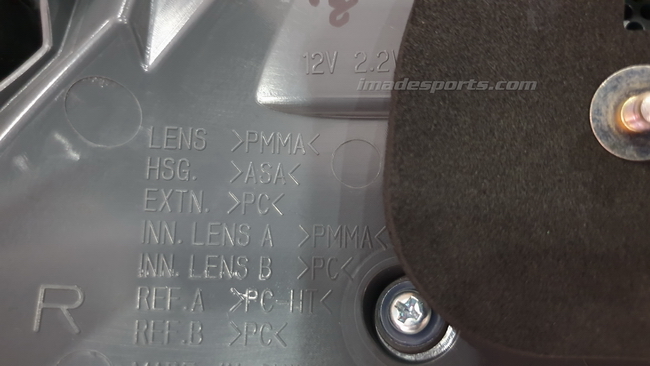 12V 2.2W
imadesports.com
LENS >PMMA<
HSG. >ASA<
EXTN. >PC<
INN. LENS A >PMMA<
INN. LENS B >PC<
REF.A >PC-HT<
REF.B >PC<
R